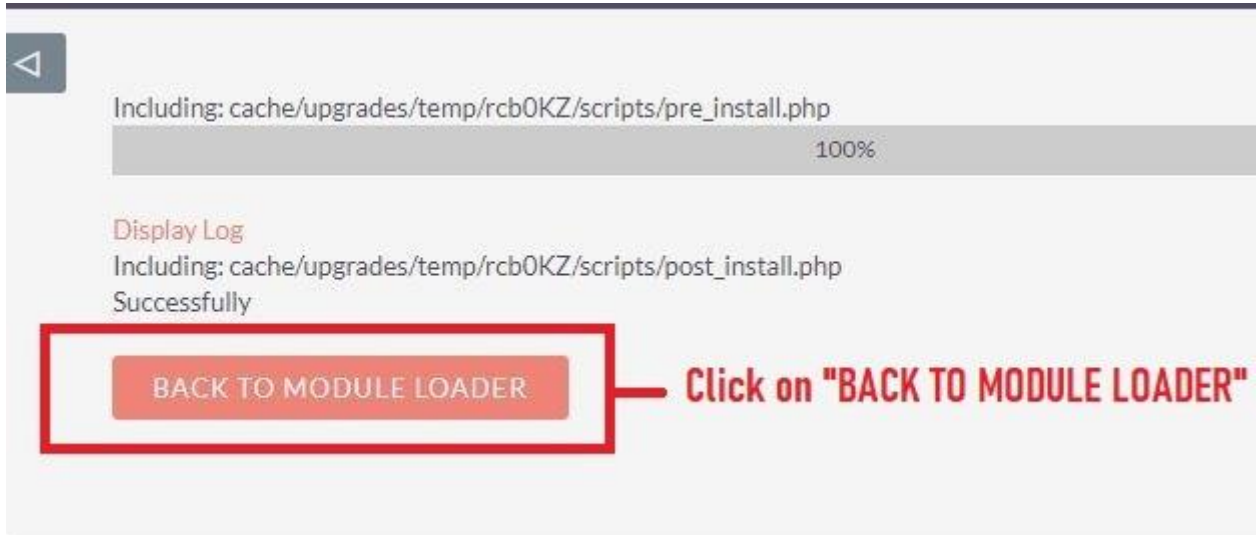 Including: cache/upgrades/temp/rcb0KZ/scripts/pre_install.php
100%
Display Log
Including: cache/upgrades/temp/rcb0KZ/scripts/post_install.php
Successfully
BACK TO MODULE LOADER
Click on "BACK TO MODULE LOADER"